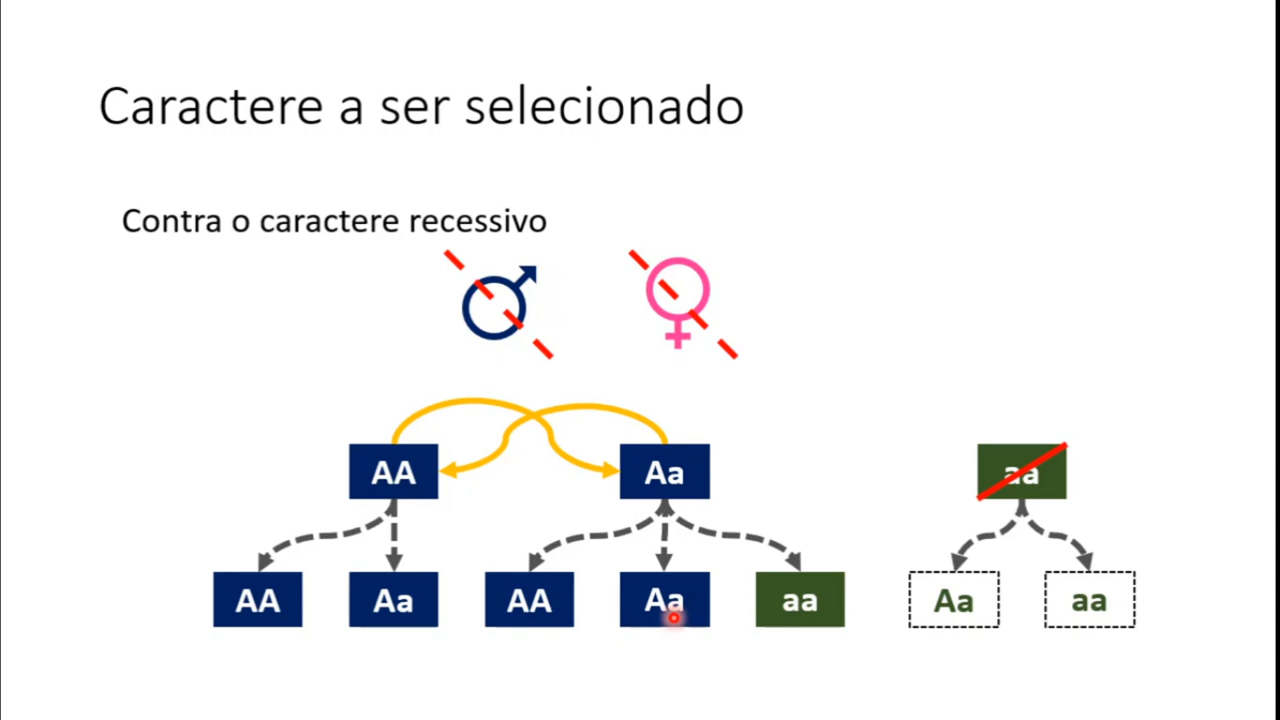 Caractere a ser selecionado
Contra o caractere recessivo
AA Aa aa
AA Aa AA Aa aa Aa aa